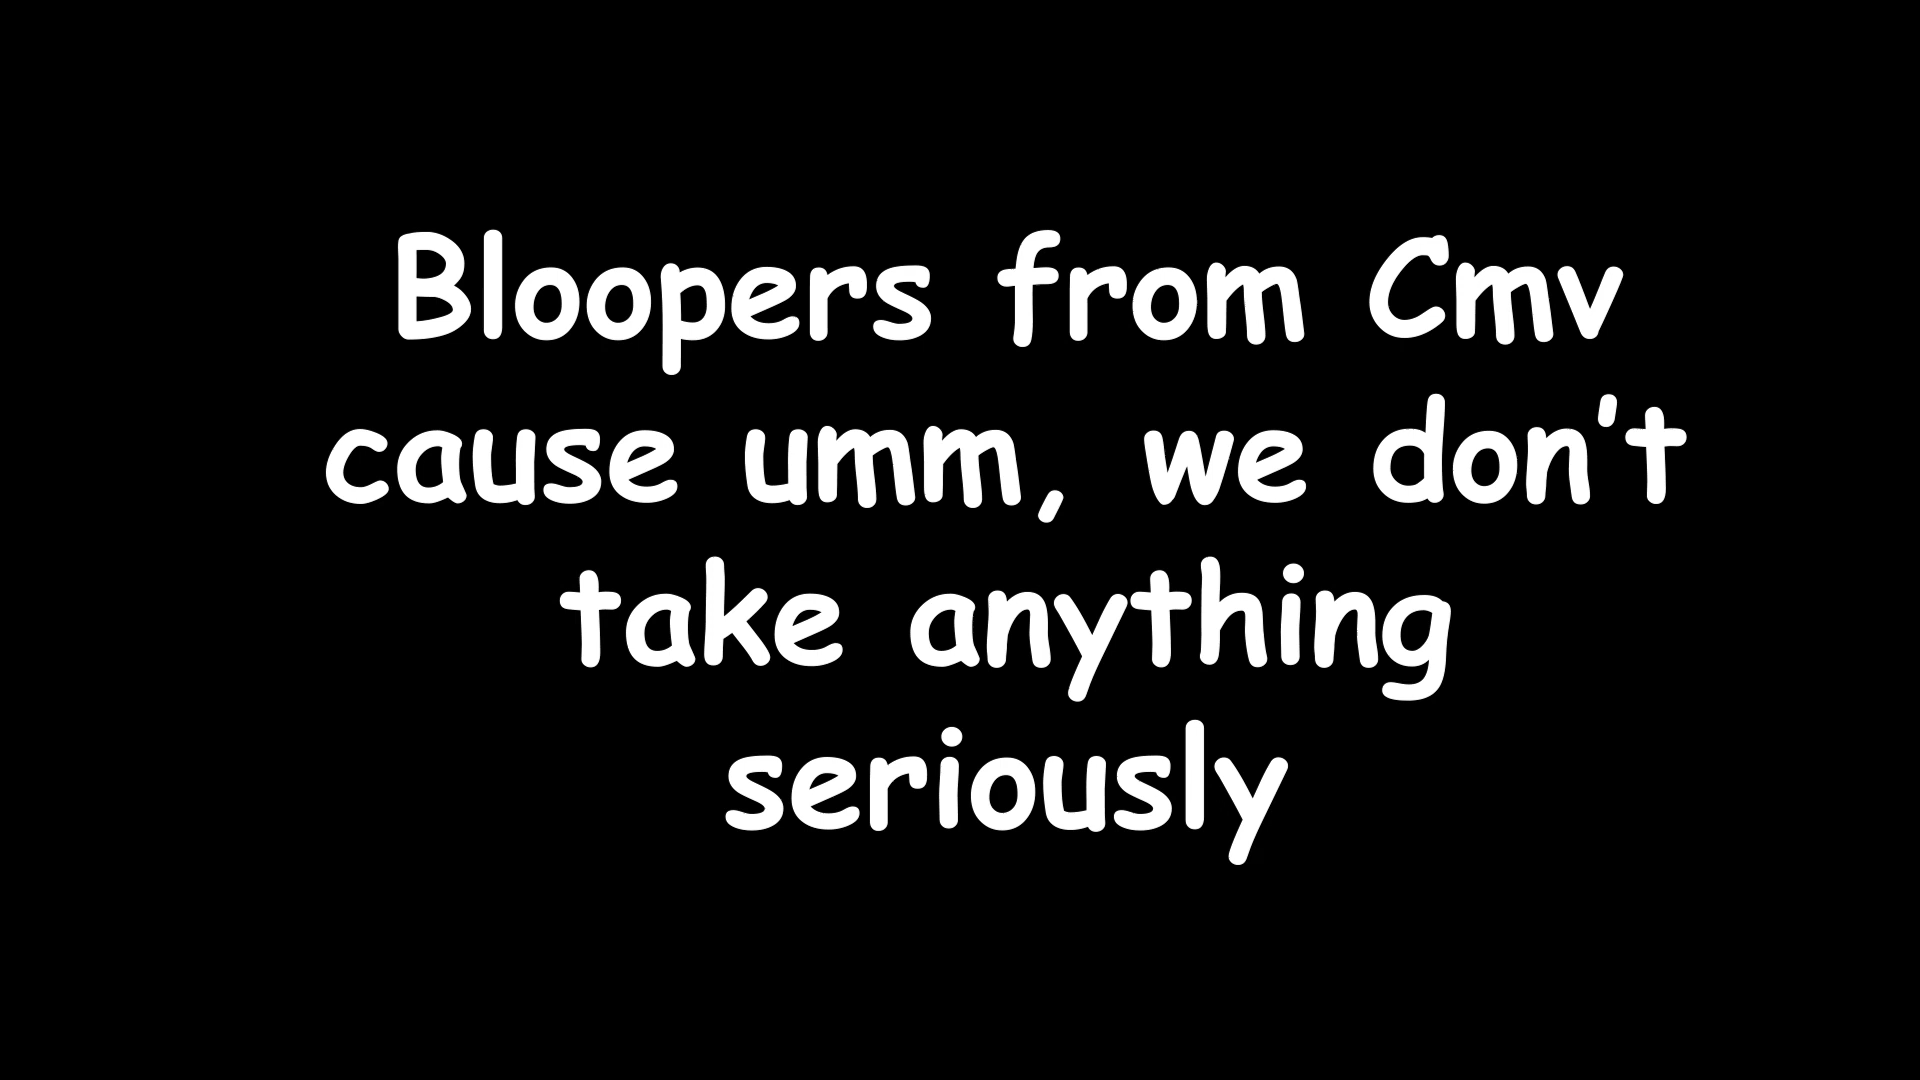 Bloopers from Cmv
cause umm, we don't
take anything
seriously